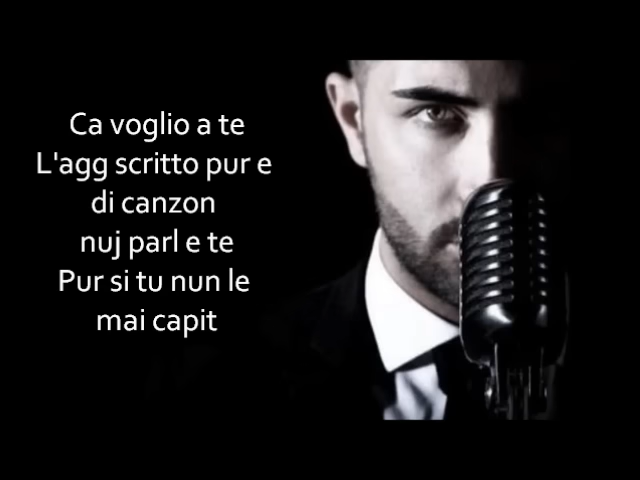 Ca voglio a te
L'agg scritto pur e
di canzon
nuj parl e te
Pur si tu nun le
mai capit